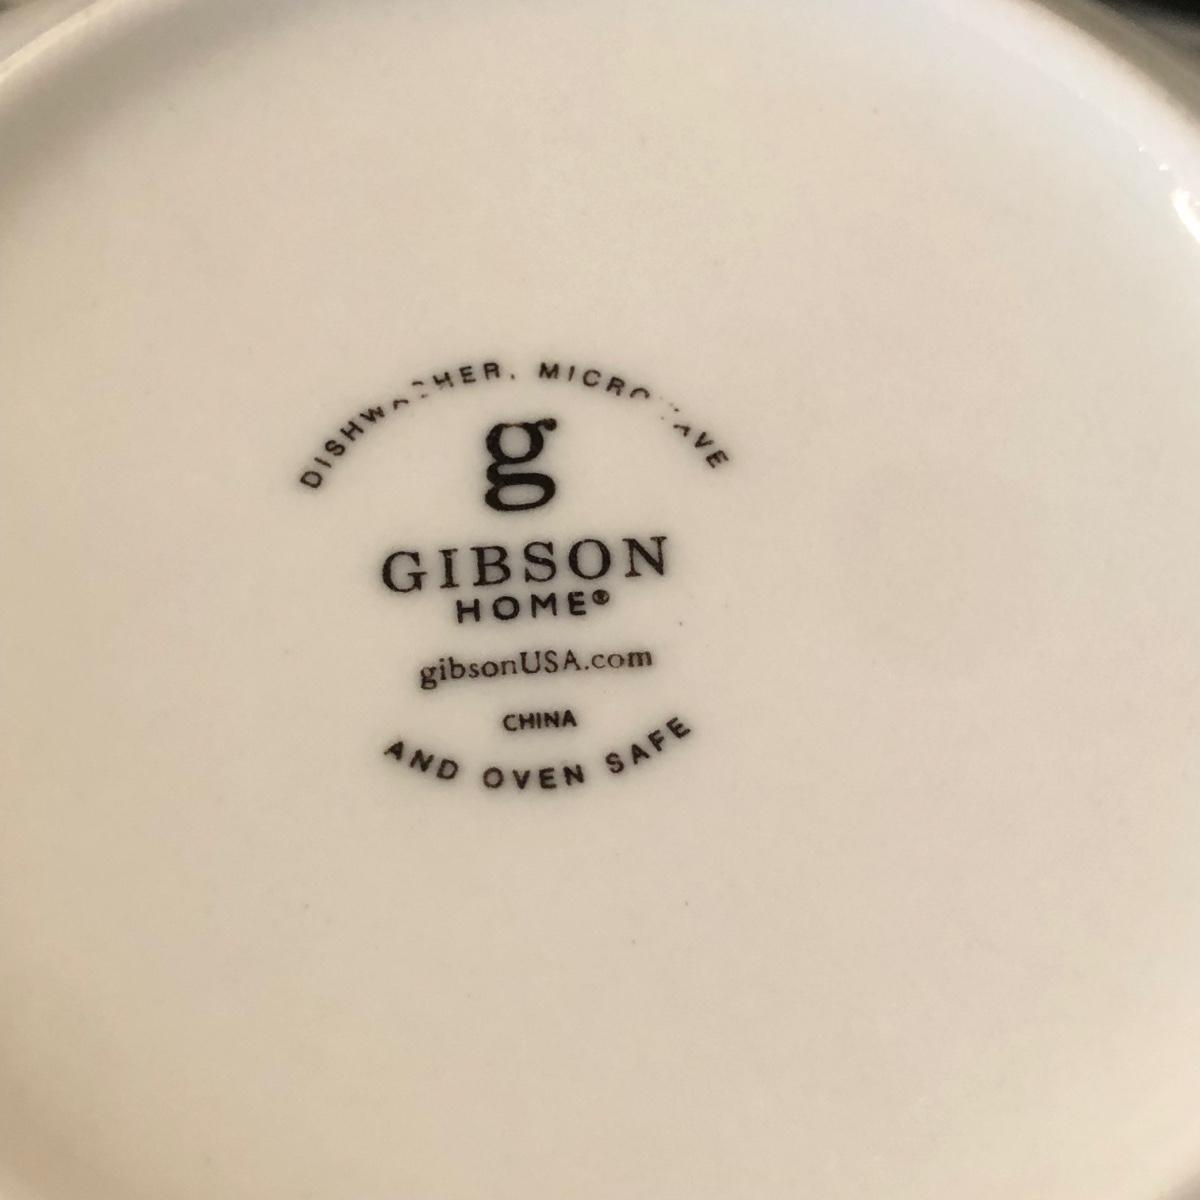 DISHWASHER, MICROWAVE
g
GIBSON
HOME®
gibsonUSA.com
CHINA
AND OVEN SAFE